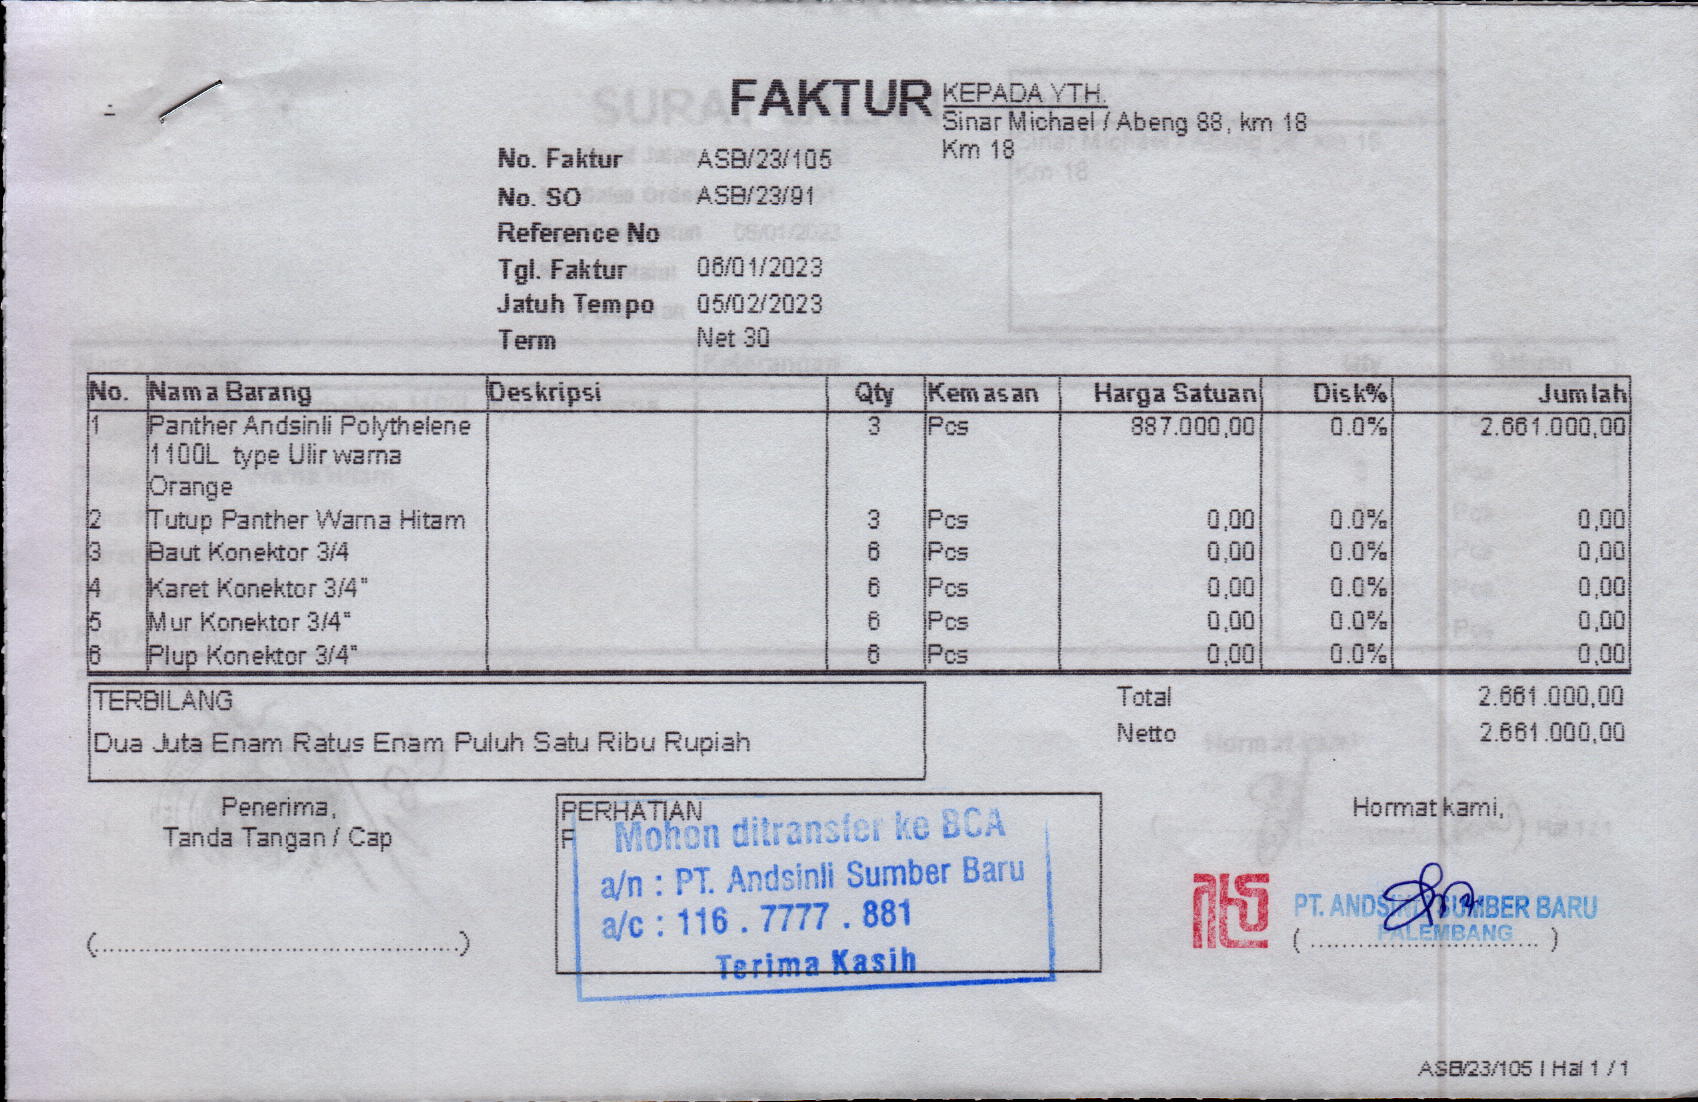 FAKTUR
KEPADA YTH.
Sinar Michael / Abeng 88, km 18
Km 18
No. Faktur ASB/23/105
No. SO ASB/23/91
Reference No
Tgl. Faktur 06/01/2023
Jatuh Tempo 05/02/2023
Term Net 30
No. Nama Barang Deskripsi Qty Kemasan Harga Satuan Disk% Jumlah
1 Panther Andsinli Polythelene 3 Pcs 887.000,00 0.0% 2.661.000,00
1100L type Ulir warna
Orange
2 Tutup Panther Warna Hitam 3 Pcs 0,00 0.0% 0,00
3 Baut Konektor 3/4 6 Pcs 0,00 0.0% 0,00
4 Karet Konektor 3/4" 6 Pcs 0,00 0.0% 0,00
5 Mur Konektor 3/4" 6 Pcs 0,00 0.0% 0,00
6 Plup Konektor 3/4" 6 Pcs 0,00 0.0% 0,00
TERBILANG
Dua Juta Enam Ratus Enam Puluh Satu Ribu Rupiah
Total 2.661.000,00
Netto 2.661.000,00
Penerima,
Tanda Tangan / Cap
(............................................)
PERHATIAN
Mohon ditransfer ke BCA
a/n : PT. Andsinli Sumber Baru
a/c : 116 . 7777 . 881
Terima Kasih
Hormat kami,
PT. ANDSINLI SUMBER BARU
PALEMBANG
(............................)
ASB/23/105 | Hal 1 / 1